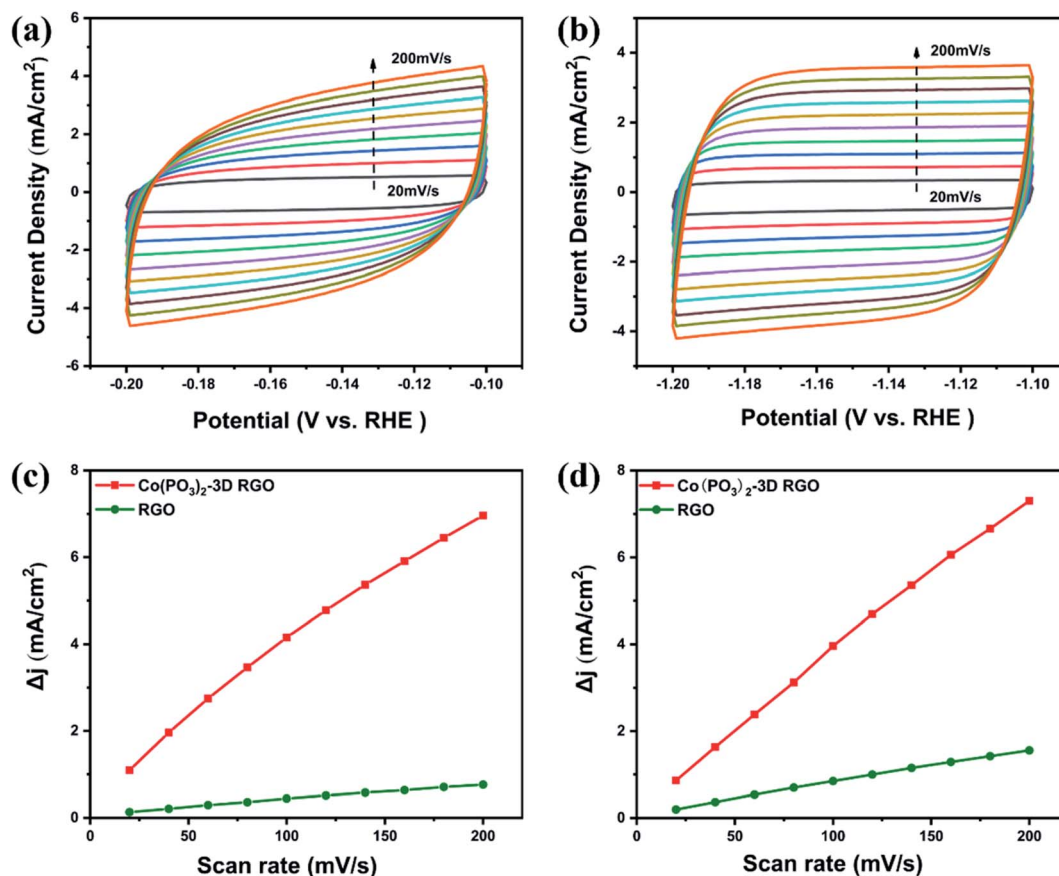 (a)
200mV/s
20mV/s
Current Density (mA/cm²)
6
4
2
0
-2
-4
-6
-0.20
-0.18
-0.16
-0.14
-0.12
-0.10
Potential (V vs. RHE )
(b)
200mV/s
20mV/s
Current Density (mA/cm²)
4
2
0
-2
-4
-1.20
-1.18
-1.16
-1.14
-1.12
-1.10
Potential (V vs. RHE )
(c)
Co(PO₃)₂-3D RGO
RGO
Δj (mA/cm²)
8
6
4
2
0
0
50
100
150
200
Scan rate (mV/s)
(d)
Co(PO₃)₂-3D RGO
RGO
Δj (mA/cm²)
8
6
4
2
0
0
50
100
150
200
Scan rate (mV/s)